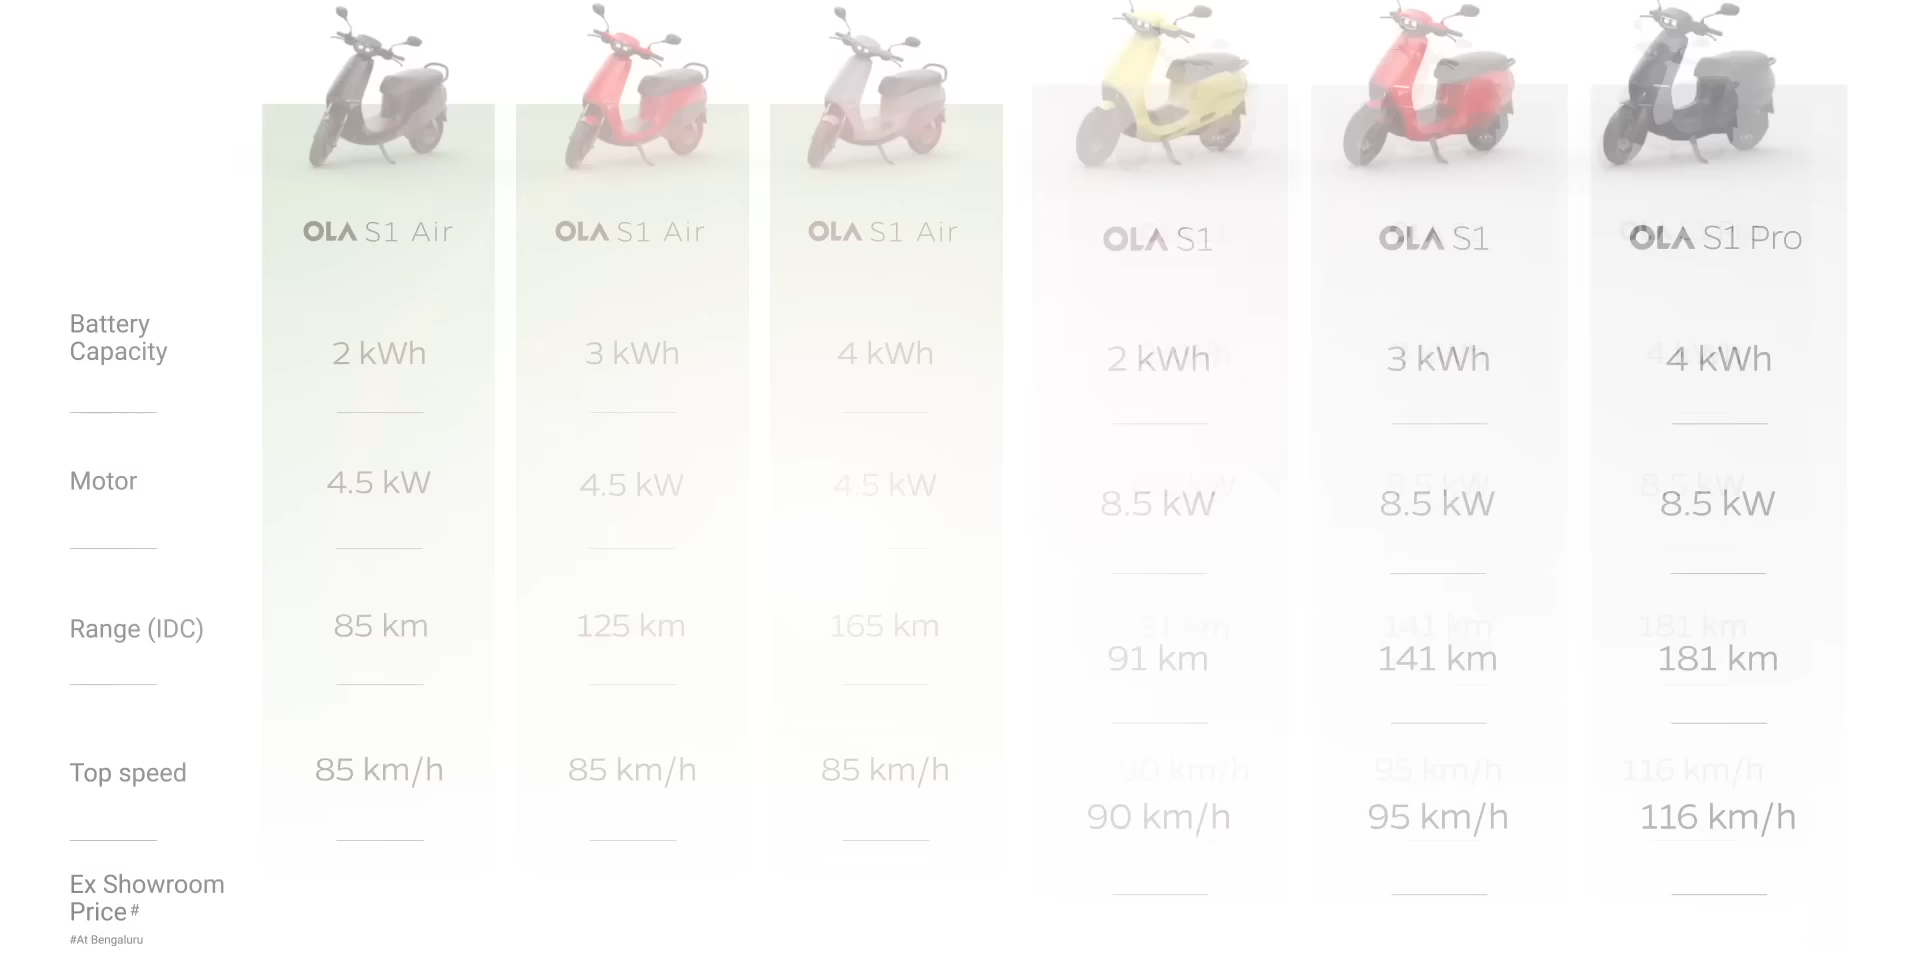 OLA S1 Air OLA S1 Air OLA S1 Air OLA S1 OLA S1 OLA S1 Pro
Battery
Capacity
2 kWh 3 kWh 4 kWh 2 kWh 3 kWh 4 kWh
Motor
4.5 kW 4.5 kW 4.5 kW 8.5 kW 8.5 kW 8.5 kW
Range (IDC)
85 km 125 km 165 km 91 km 141 km 181 km
Top speed
85 km/h 85 km/h 85 km/h 90 km/h 95 km/h 116 km/h
Ex Showroom
Price#
#At Bengaluru